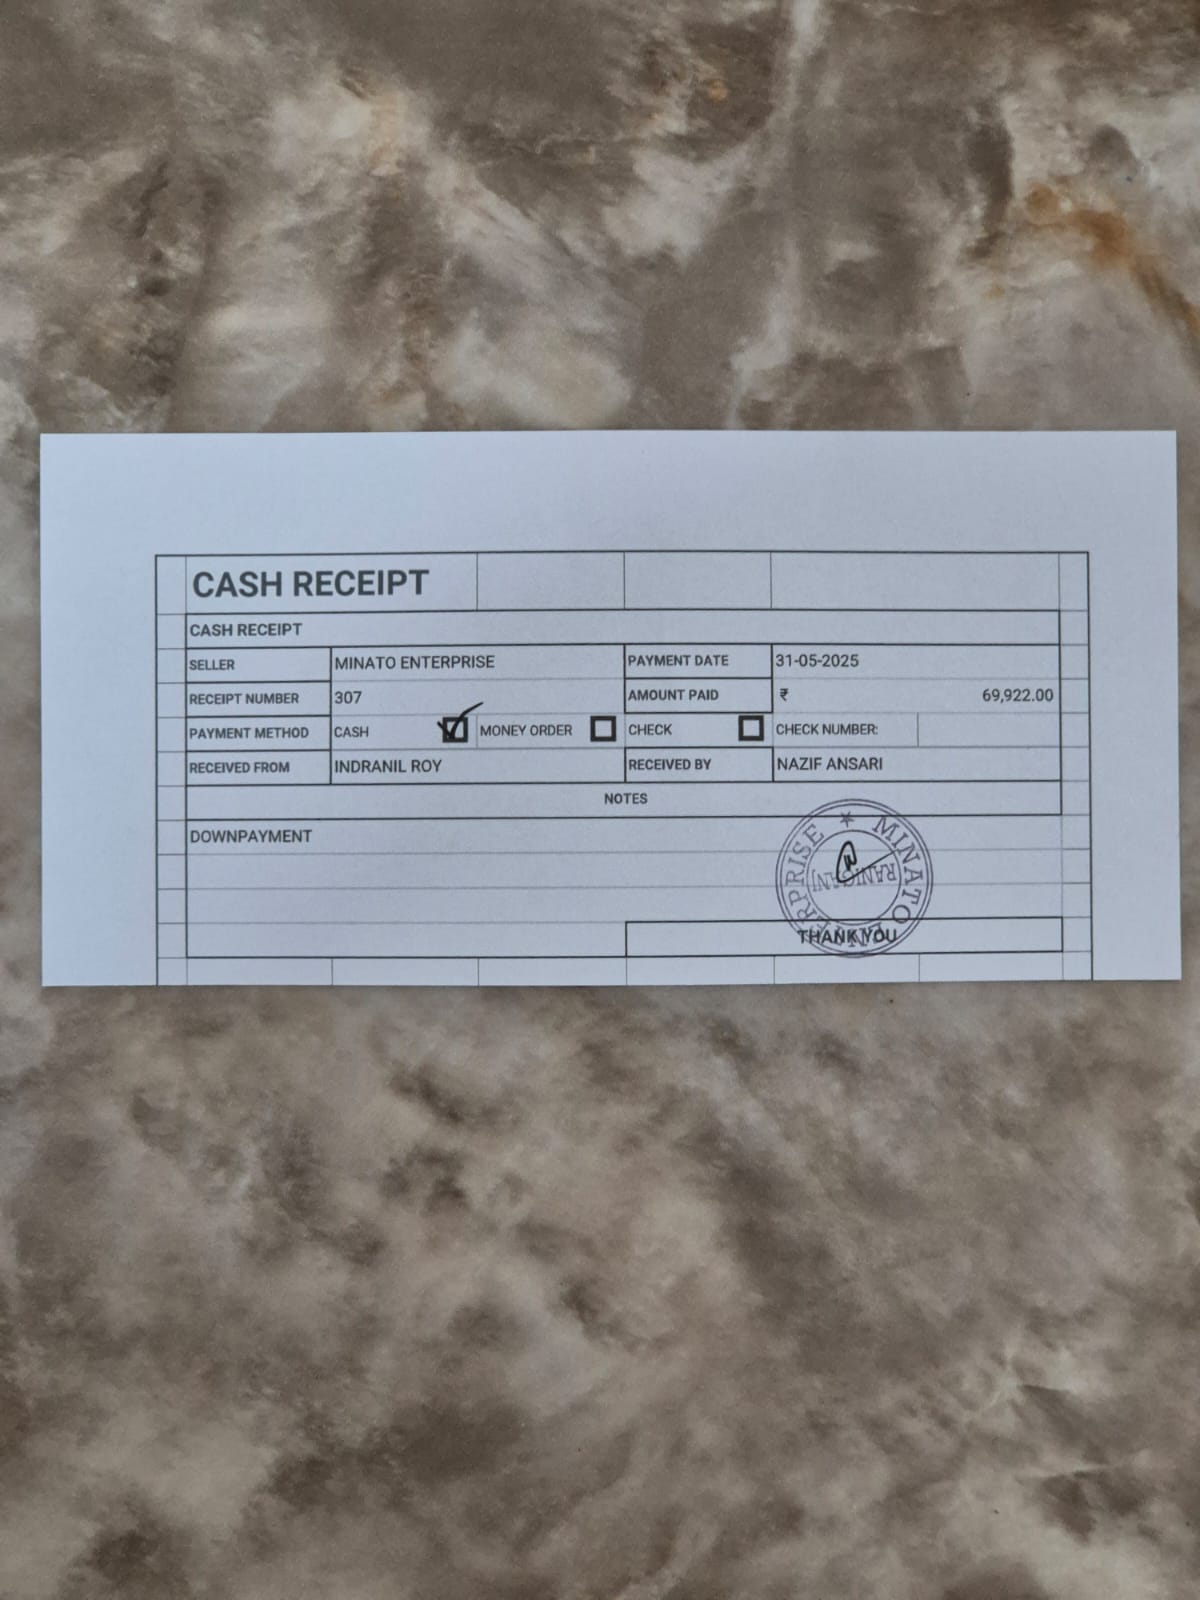 CASH RECEIPT
CASH RECEIPT
SELLER MINATO ENTERPRISE PAYMENT DATE 31-05-2025
RECEIPT NUMBER 307 AMOUNT PAID ₹ 69,922.00
PAYMENT METHOD CASH MONEY ORDER CHECK CHECK NUMBER:
RECEIVED FROM INDRANIL ROY RECEIVED BY NAZIF ANSARI
NOTES
DOWNPAYMENT
MINATO ENTERPRISE
RANIGANJ
THANK YOU